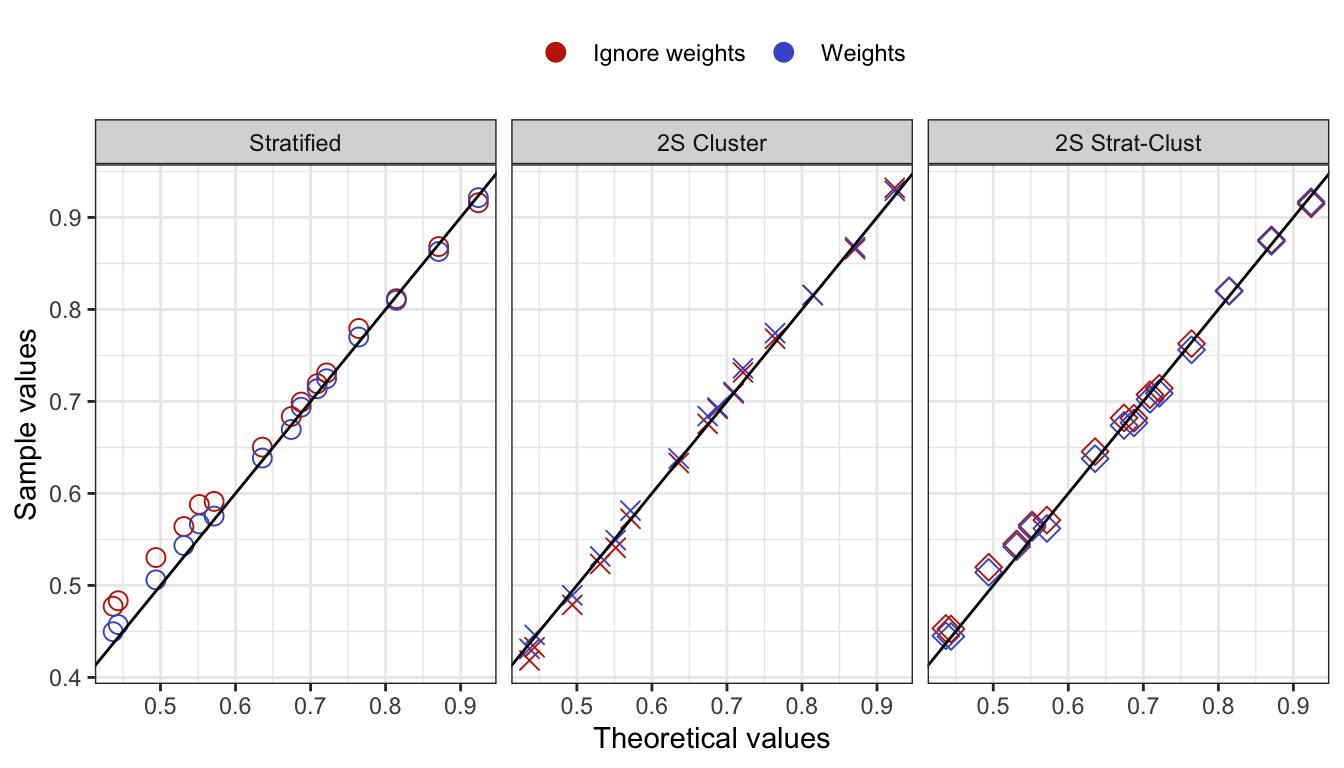 Ignore weights Weights
Stratified 2S Cluster 2S Strat-Clust
Sample values
0.9
0.8
0.7
0.6
0.5
0.4
0.5 0.6 0.7 0.8 0.9 0.5 0.6 0.7 0.8 0.9 0.5 0.6 0.7 0.8 0.9
Theoretical values